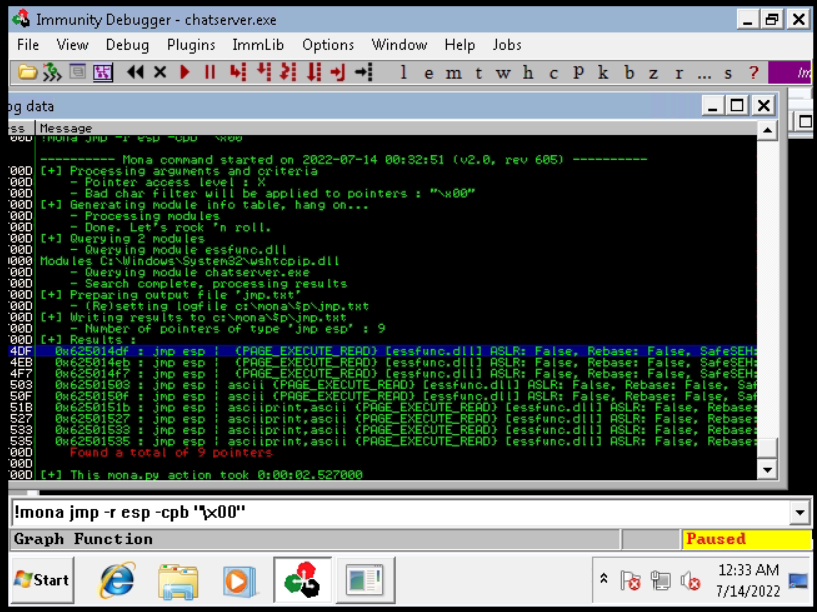 Immunity Debugger - chatserver.exe
File View Debug Plugins ImmLib Options Window Help Jobs
l e m t w h c P k b z r ... s ?
og data
ess Message
00D !mona jmp -r esp -cpb "\x00"
---------- Mona command started on 2022-07-14 00:32:51 (v2.0, rev 605) ----------
00D [+] Processing arguments and criteria
00D - Pointer access level : X
00D - Bad char filter will be applied to pointers : "\x00"
00D [+] Generating module info table, hang on...
00D - Processing modules
00D - Done. Let's rock 'n roll.
00D [+] Querying 2 modules
00D - Querying module essfunc.dll
0000 Modules C:\Windows\System32\wshtcpip.dll
00D - Querying module chatserver.exe
00D - Search complete, processing results
00D [+] Preparing output file 'jmp.txt'
00D - (Re)setting logfile c:\mona\%p\jmp.txt
00D [+] Writing results to c:\mona\%p\jmp.txt
00D - Number of pointers of type 'jmp esp' : 9
00D [+] Results :
4DF 0x625014df : jmp esp | {PAGE_EXECUTE_READ} [essfunc.dll] ASLR: False, Rebase: False, SafeSEH:
4EB 0x625014eb : jmp esp | {PAGE_EXECUTE_READ} [essfunc.dll] ASLR: False, Rebase: False, SafeSEH:
4F7 0x625014f7 : jmp esp | {PAGE_EXECUTE_READ} [essfunc.dll] ASLR: False, Rebase: False, SafeSEH:
503 0x62501503 : jmp esp | ascii {PAGE_EXECUTE_READ} [essfunc.dll] ASLR: False, Rebase: False, Saf
50F 0x6250150f : jmp esp | ascii {PAGE_EXECUTE_READ} [essfunc.dll] ASLR: False, Rebase: False, Saf
51B 0x6250151b : jmp esp | asciiprint,ascii {PAGE_EXECUTE_READ} [essfunc.dll] ASLR: False, Rebase:
527 0x62501527 : jmp esp | asciiprint,ascii {PAGE_EXECUTE_READ} [essfunc.dll] ASLR: False, Rebase:
533 0x62501533 : jmp esp | asciiprint,ascii {PAGE_EXECUTE_READ} [essfunc.dll] ASLR: False, Rebase:
535 0x62501535 : jmp esp | asciiprint,ascii {PAGE_EXECUTE_READ} [essfunc.dll] ASLR: False, Rebase:
00D Found a total of 9 pointers
00D
00D [+] This mona.py action took 0:00:02.527000
!mona jmp -r esp -cpb "\x00"
Graph Function Paused
Start
12:33 AM
7/14/2022